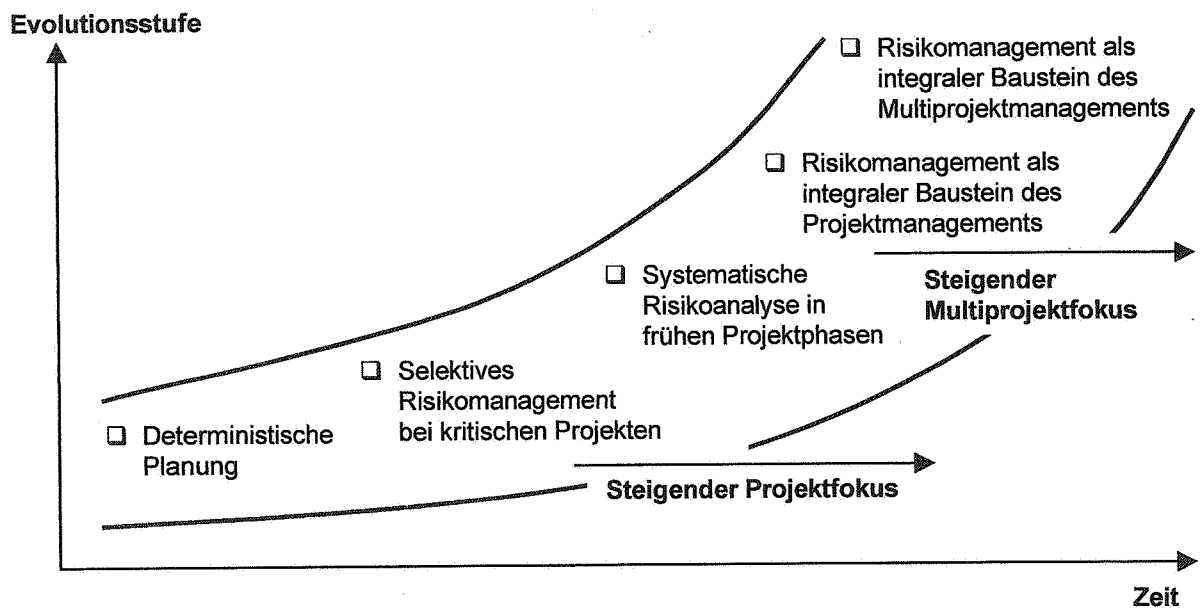 Evolutionsstufe
❑ Risikomanagement als
integraler Baustein des
Multiprojektmanagements
❑ Risikomanagement als
integraler Baustein des
Projektmanagements
❑ Systematische
Risikoanalyse in
frühen Projektphasen
Steigender
Multiprojektfokus
❑ Selektives
Risikomanagement
bei kritischen Projekten
❑ Deterministische
Planung
Steigender Projektfokus
Zeit